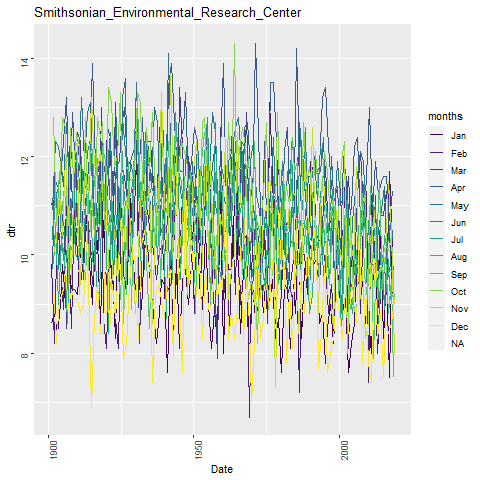 Smithsonian_Environmental_Research_Center
dtr
14
12
10
8
1900
1950
2000
Date
months
Jan
Feb
Mar
Apr
May
Jun
Jul
Aug
Sep
Oct
Nov
Dec
NA